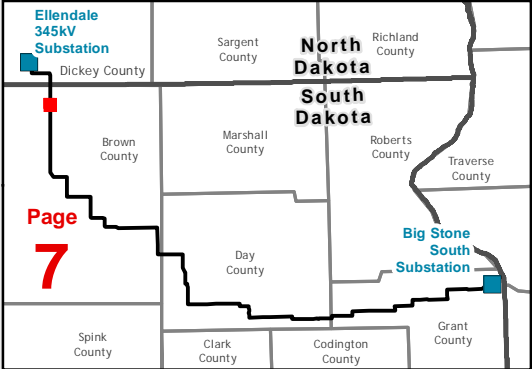 Ellendale
345kV
Substation
Dickey County
Sargent
County
North
Dakota
Richland
County
South
Dakota
Brown
County
Marshall
County
Roberts
County
Traverse
County
Page
7
Day
County
Big Stone
South
Substation
Spink
County
Clark
County
Codington
County
Grant
County